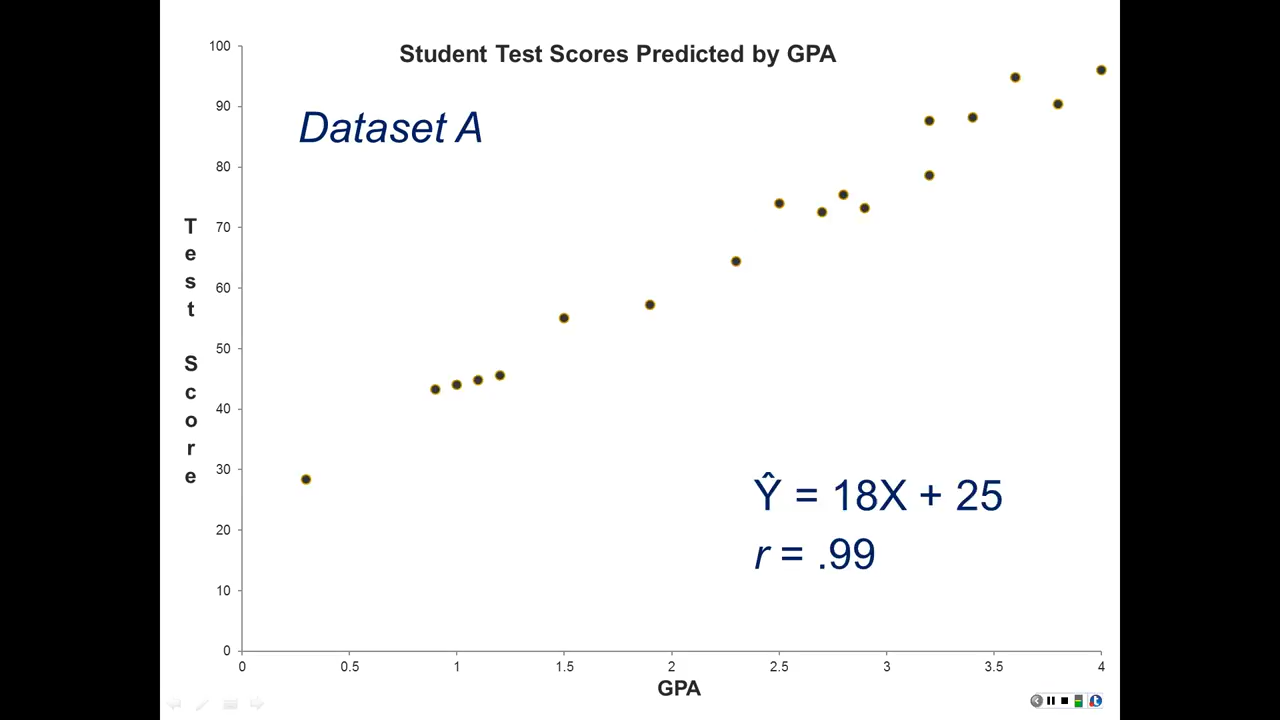 Student Test Scores Predicted by GPA
Dataset A
100
90
80
70
60
50
40
30
20
10
0
Test Score
Ŷ = 18X + 25
r = .99
0 0.5 1 1.5 2 2.5 3 3.5 4
GPA